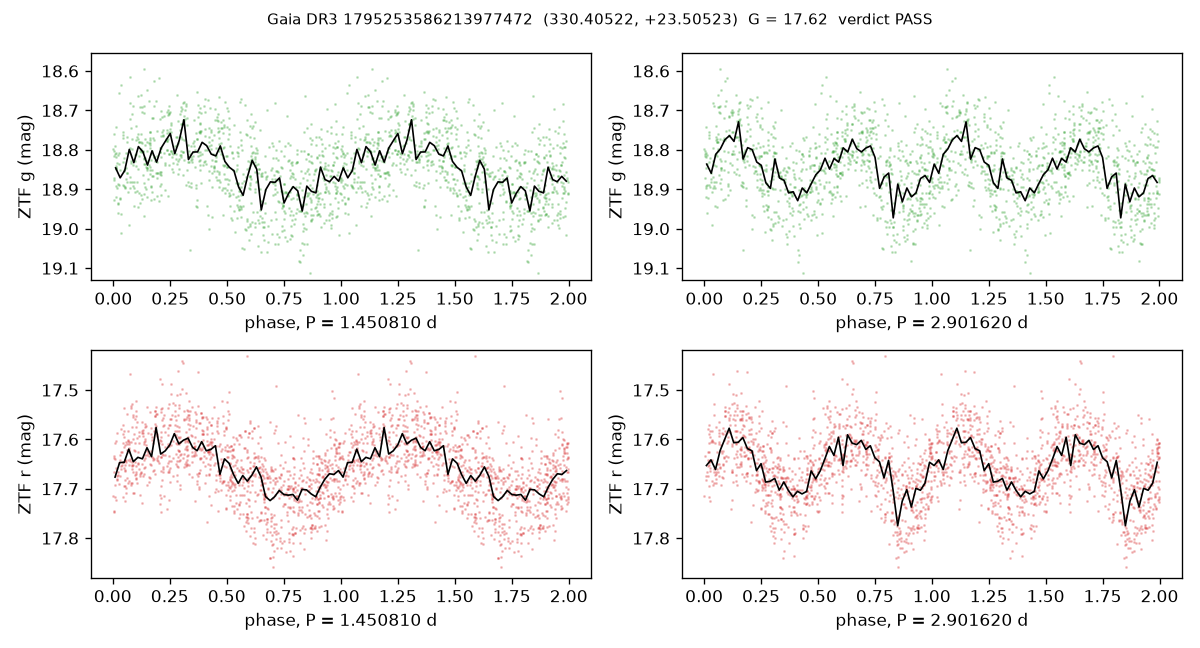 Gaia DR3 1795253586213977472 (330.40522, +23.50523) G = 17.62 verdict PASS
ZTF g (mag)
18.6
18.7
18.8
18.9
19.0
19.1
0.00 0.25 0.50 0.75 1.00 1.25 1.50 1.75 2.00
phase, P = 1.450810 d
ZTF g (mag)
18.6
18.7
18.8
18.9
19.0
19.1
0.00 0.25 0.50 0.75 1.00 1.25 1.50 1.75 2.00
phase, P = 2.901620 d
ZTF r (mag)
17.5
17.6
17.7
17.8
0.00 0.25 0.50 0.75 1.00 1.25 1.50 1.75 2.00
phase, P = 1.450810 d
ZTF r (mag)
17.5
17.6
17.7
17.8
0.00 0.25 0.50 0.75 1.00 1.25 1.50 1.75 2.00
phase, P = 2.901620 d